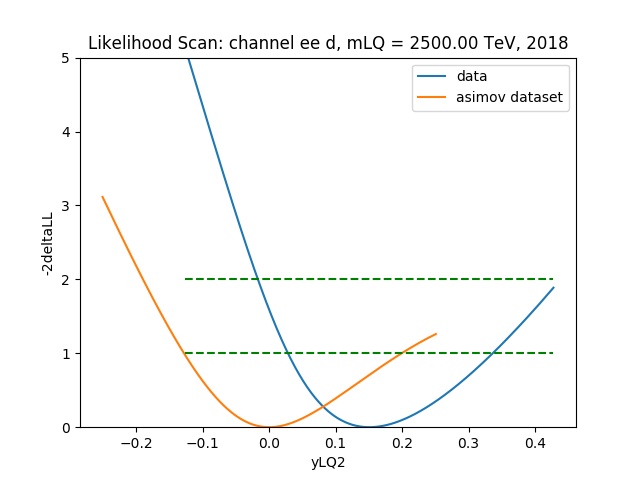 Likelihood Scan: channel ee d, mLQ = 2500.00 TeV, 2018
data
asimov dataset
5
4
3
2
1
0
-2deltaLL
−0.2 −0.1 0.0 0.1 0.2 0.3 0.4
yLQ2